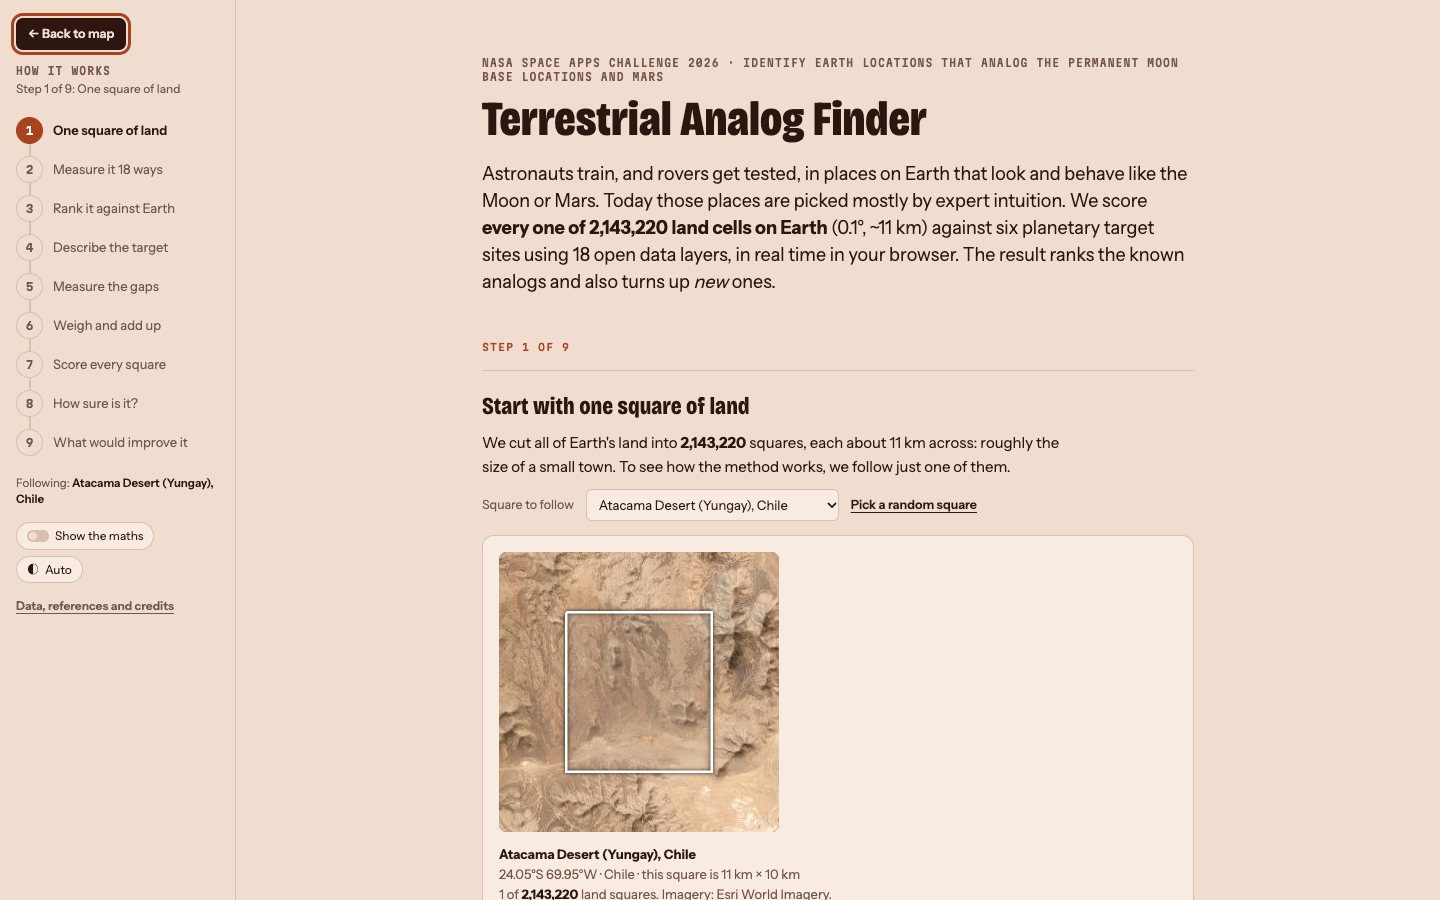 ← Back to map
HOW IT WORKS
Step 1 of 9: One square of land
1 One square of land
2 Measure it 18 ways
3 Rank it against Earth
4 Describe the target
5 Measure the gaps
6 Weigh and add up
7 Score every square
8 How sure is it?
9 What would improve it
Following: Atacama Desert (Yungay),
Chile
Show the maths
Auto
Data, references and credits
NASA SPACE APPS CHALLENGE 2026 · IDENTIFY EARTH LOCATIONS THAT ANALOG THE PERMANENT MOON
BASE LOCATIONS AND MARS
Terrestrial Analog Finder
Astronauts train, and rovers get tested, in places on Earth that look and behave like the
Moon or Mars. Today those places are picked mostly by expert intuition. We score
every one of 2,143,220 land cells on Earth (0.1°, ~11 km) against six planetary target
sites using 18 open data layers, in real time in your browser. The result ranks the known
analogs and also turns up new ones.
STEP 1 OF 9
Start with one square of land
We cut all of Earth's land into 2,143,220 squares, each about 11 km across: roughly the
size of a small town. To see how the method works, we follow just one of them.
Square to follow Atacama Desert (Yungay), Chile Pick a random square
Atacama Desert (Yungay), Chile
24.05°S 69.95°W · Chile · this square is 11 km × 10 km
1 of 2,143,220 land squares. Imagery: Esri World Imagery.